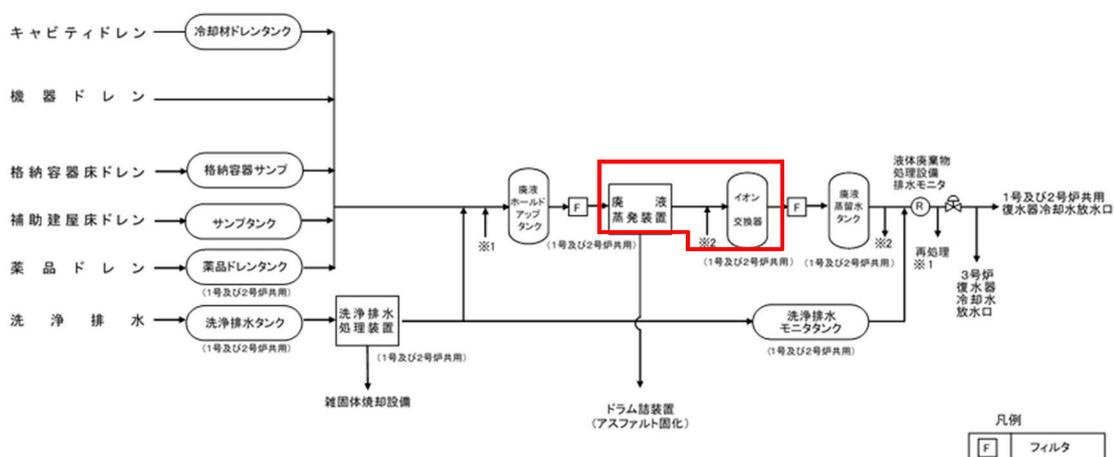 キャビティドレン
冷却材ドレンタンク
機器ドレン
格納容器床ドレン
格納容器サンプ
補助建屋床ドレン
サンプタンク
薬品ドレン
薬品ドレンタンク
(1号及び2号炉共用)
洗浄排水
洗浄排水タンク
(1号及び2号炉共用)
洗浄排水
処理装置
(1号及び2号炉共用)
雑固体焼却設備
※1
廃液
ホールド
アップ
タンク
(1号及び2号炉共用)
F
廃液
蒸発装置
※2
イオン
交換器
(1号及び2号炉共用)
F
廃液
蒸留水
タンク
(1号及び2号炉共用)
※2
液体廃棄物
処理設備
排水モニタ
R
再処理
※1
1号及び2号炉共用
復水器冷却水放水口
3号炉
復水器
冷却水
放水口
洗浄排水
モニタタンク
(1号及び2号炉共用)
ドラム詰装置
(アスファルト固化)
凡例
F
フィルタ